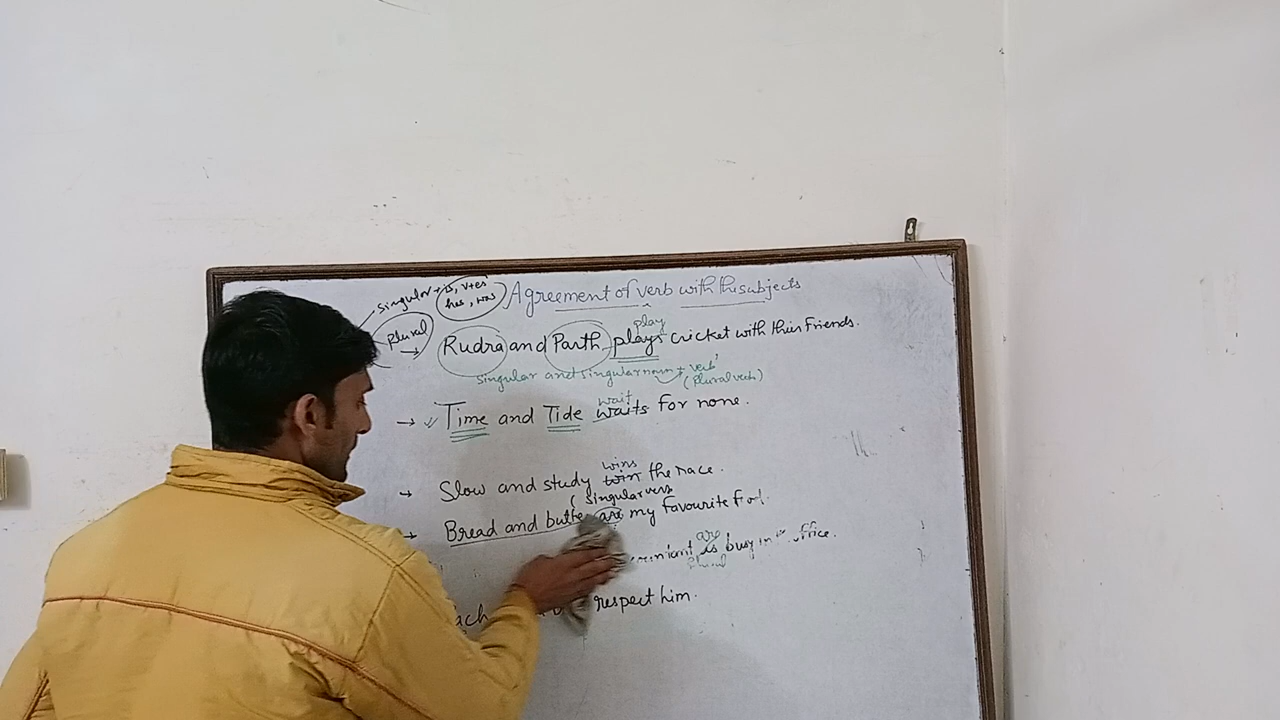 Singular + is, v+es
has, was
Agreement of verb with this subjects
plural
play
Rudra and Parth plays cricket with their friends.
Singular and singular noun + verb
(plural verb)
wait
Time and Tide waits for none.
wins
Slow and study win the race.
(Singular verb
Bread and butter are my favourite
are
is busy in office.
plural
respect him.